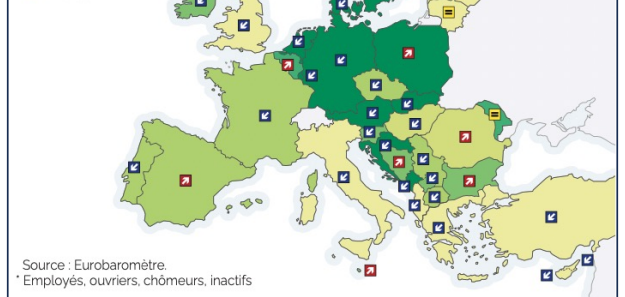 Source : Eurobaromètre.
* Employés, ouvriers, chômeurs, inactifs